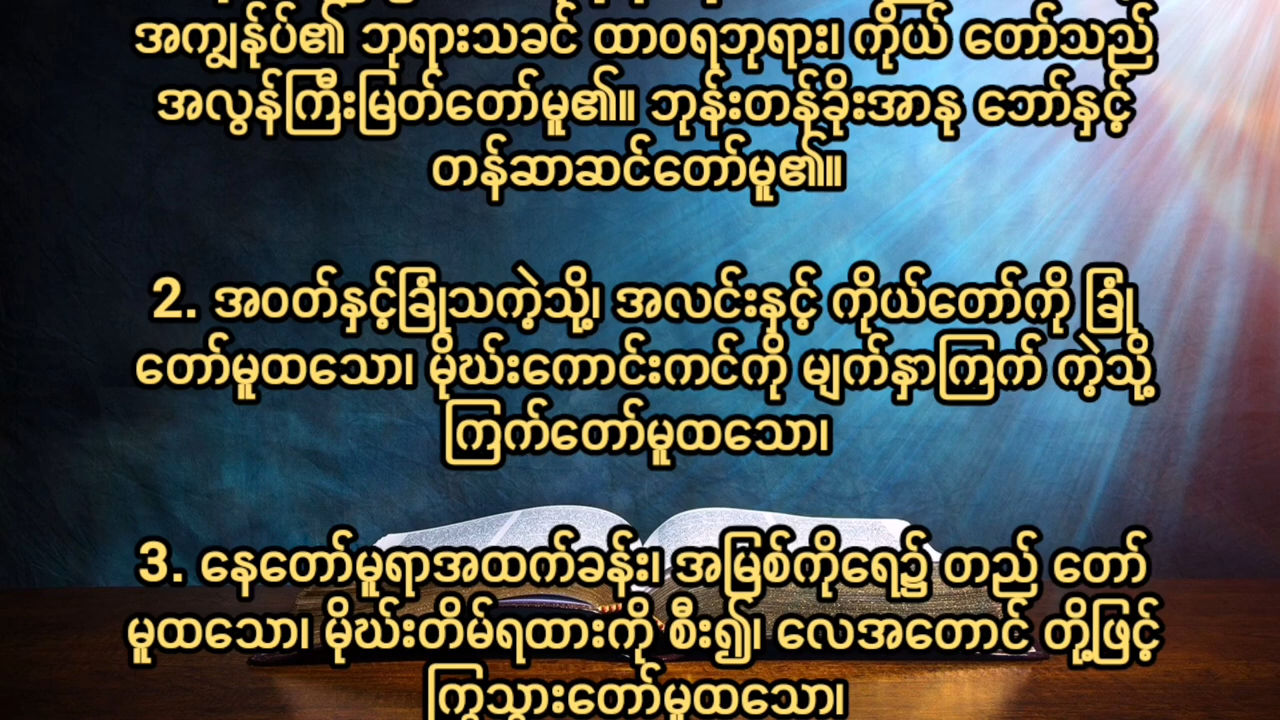 အကျွန်ုပ်၏ ဘုရားသခင် ထာဝရဘုရား၊ ကိုယ် တော်သည်
အလွန်ကြီးမြတ်တော်မူ၏။ ဘုန်းတန်ခိုးအာနု ဘော်နှင့်
တန်ဆာဆင်တော်မူ၏။
2. အဝတ်နှင့်ခြုံသကဲ့သို့၊ အလင်းနှင့် ကိုယ်တော်ကို ခြုံ
တော်မူထသော၊ မိုဃ်းကောင်းကင်ကို မျက်နှာကြက် ကဲ့သို့
ကြက်တော်မူထသော၊
3. နေတော်မူရာအထက်ခန်း၊ အမြစ်ကိုရေ၌ တည် တော်
မူထသော၊ မိုဃ်းတိမ်ရထားကို စီး၍၊ လေအတောင် တို့ဖြင့်
ကြွသွားတော်မူထသော၊